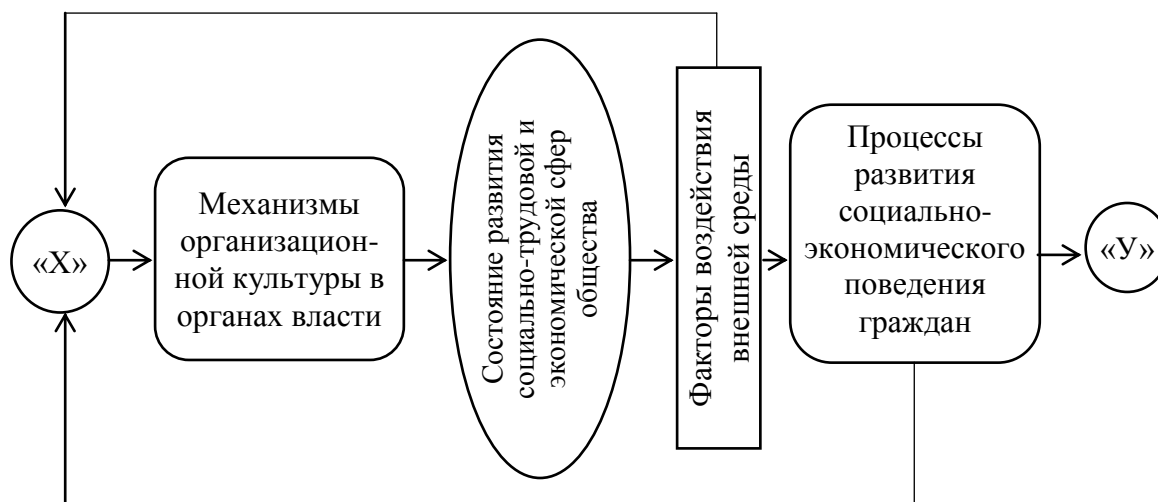 «Х»
Механизмы
организацион-
ной культуры в
органах власти
Состояние развития
социально-трудовой и
экономической сфер
общества
Факторы воздействия
внешней среды
Процессы
развития
социально-
экономического
поведения
граждан
«У»